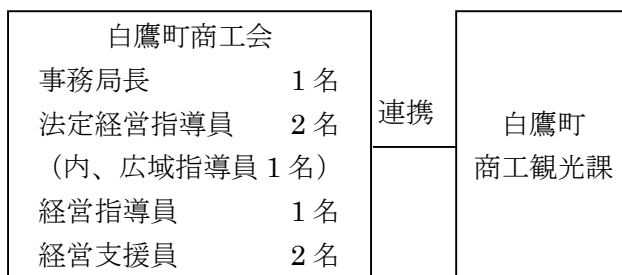 白鷹町商工会
事務局長 1名
法定経営指導員 2名
（内、広域指導員1名）
経営指導員 1名
経営支援員 2名
連携
白鷹町
商工観光課